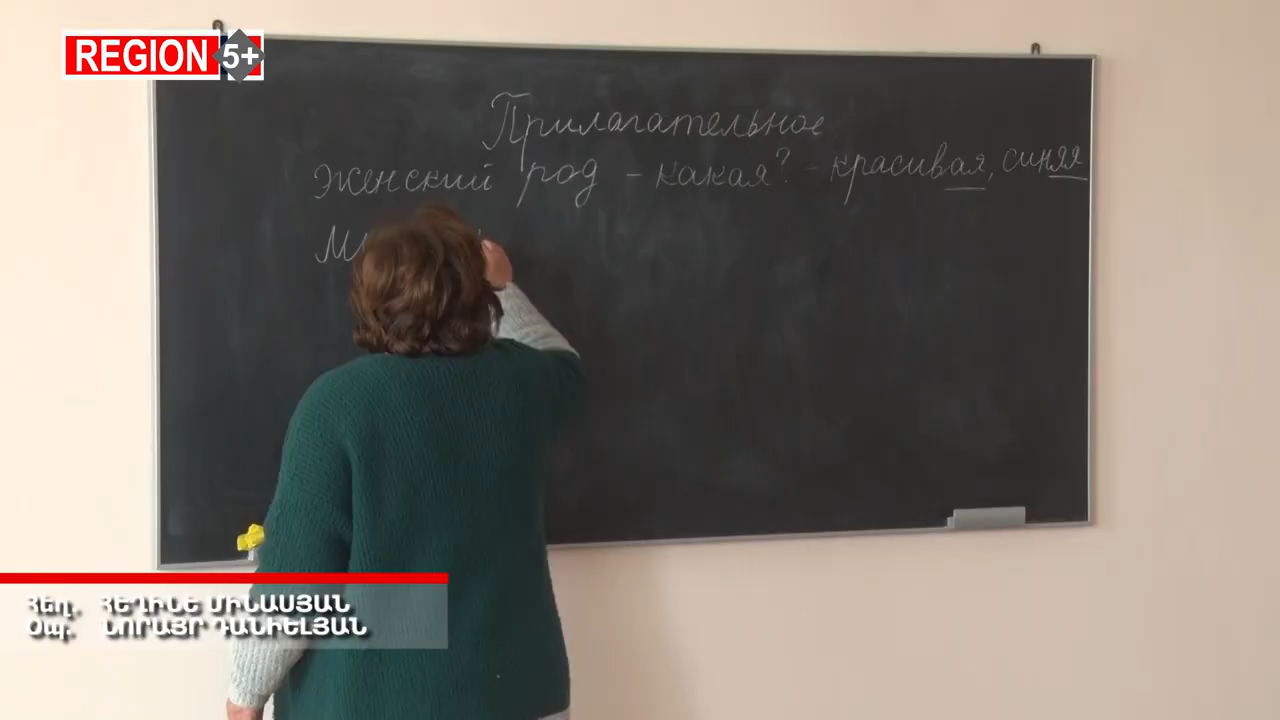 REGION 5+
Прилагательное
Женский род - какая? - красивая, синяя
Հեղ. ՀԵՂԻՆԵ ՄԻՆԱՍՅԱՆ
Օպ. ՆՈՐԱՅՐ ԴԱՆԻԵԼՅԱՆ